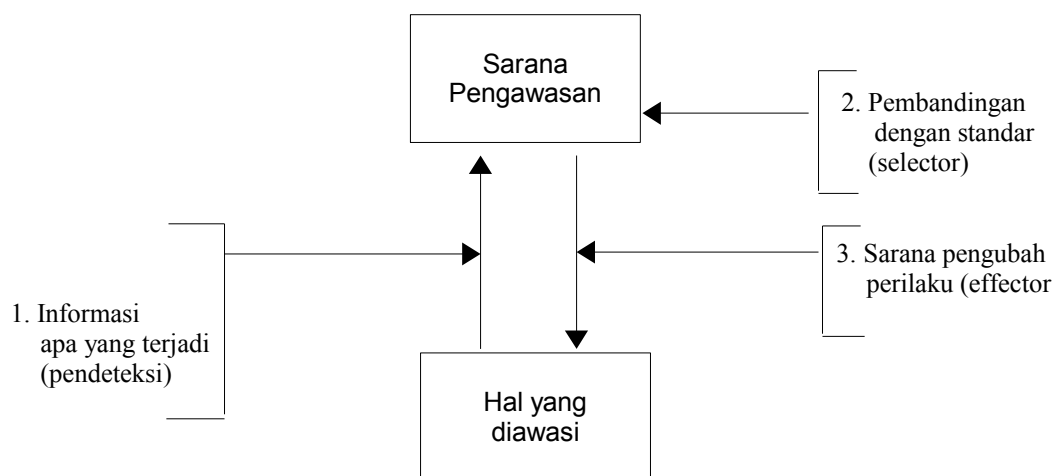 Sarana
Pengawasan
2. Pembandingan
dengan standar
(selector)
3. Sarana pengubah
perilaku (effector
1. Informasi
apa yang terjadi
(pendeteksi)
Hal yang
diawasi